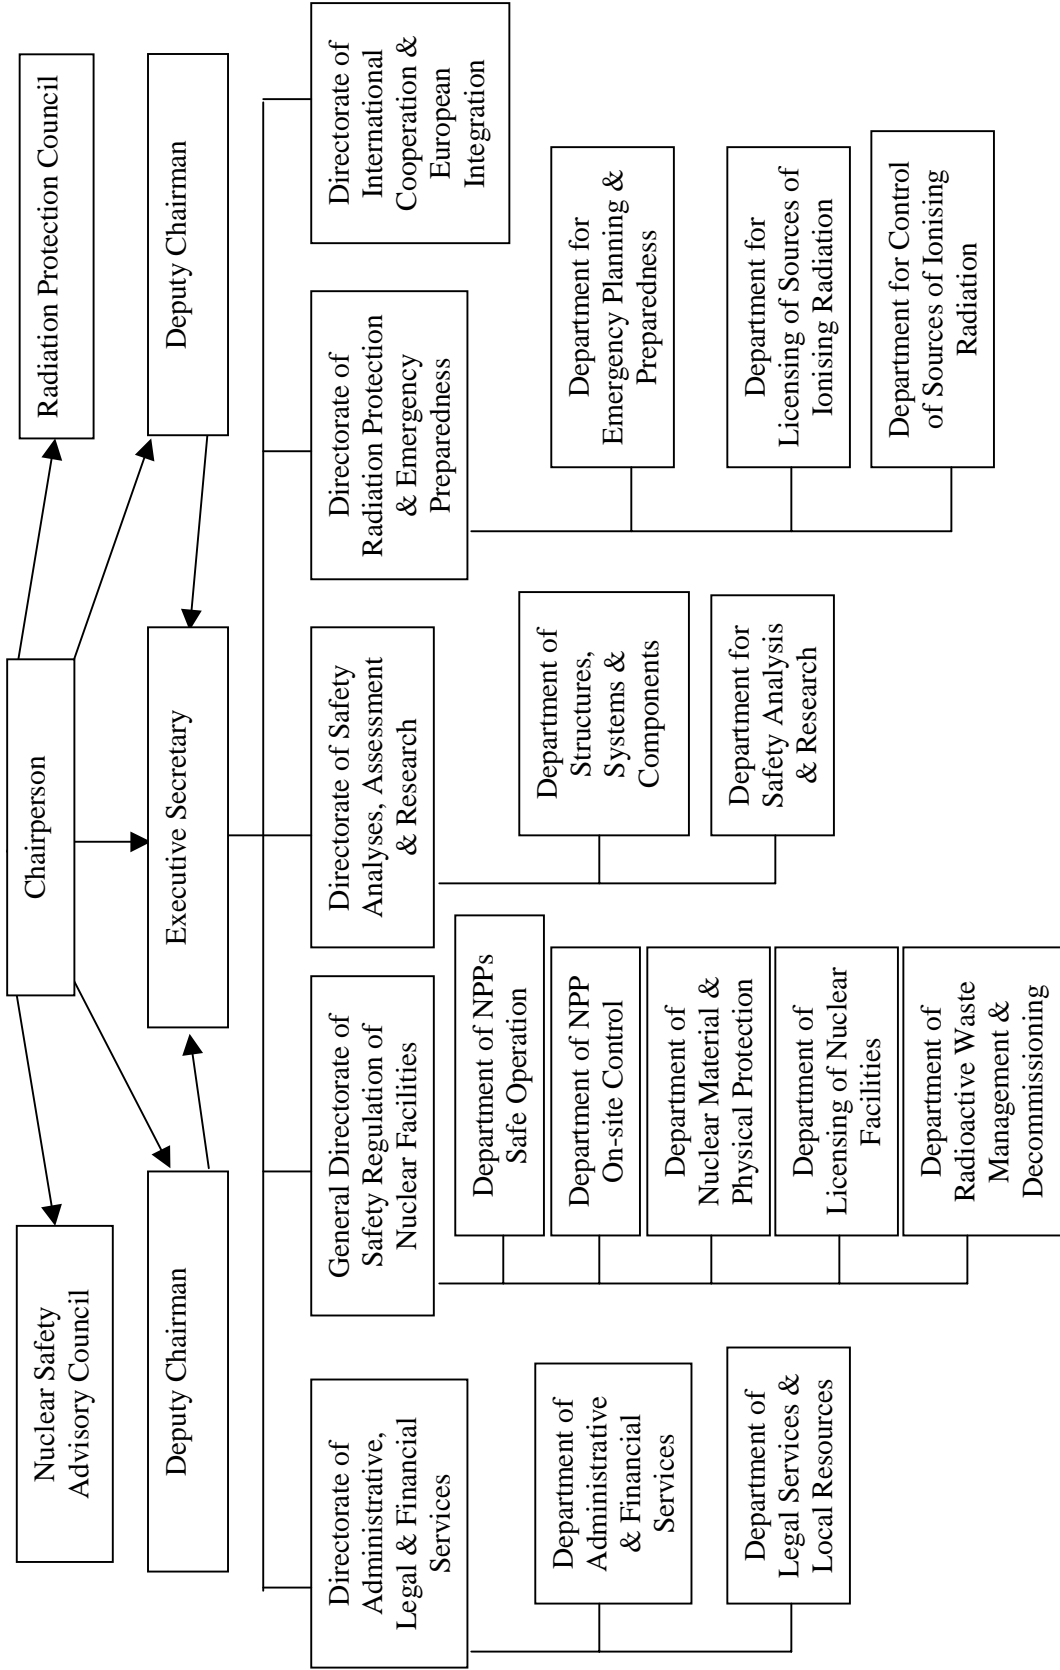 Chairperson
Nuclear Safety
Advisory Council
Radiation Protection Council
Deputy Chairman
Executive Secretary
Deputy Chairman
Directorate of
Administrative,
Legal & Financial
Services
General Directorate of
Safety Regulation of
Nuclear Facilities
Directorate of Safety
Analyses, Assessment
& Research
Directorate of
Radiation Protection
& Emergency
Preparedness
Directorate of
International
Cooperation &
European
Integration
Department of
Administrative
& Financial
Services
Department of
Legal Services &
Local Resources
Department of NPPs
Safe Operation
Department of NPP
On-site Control
Department of
Nuclear Material &
Physical Protection
Department of
Licensing of Nuclear
Facilities
Department of
Radioactive Waste
Management &
Decommissioning
Department of
Structures,
Systems &
Components
Department for
Safety Analysis
& Research
Department for
Emergency Planning &
Preparedness
Department for
Licensing of Sources of
Ionising Radiation
Department for Control
of Sources of Ionising
Radiation